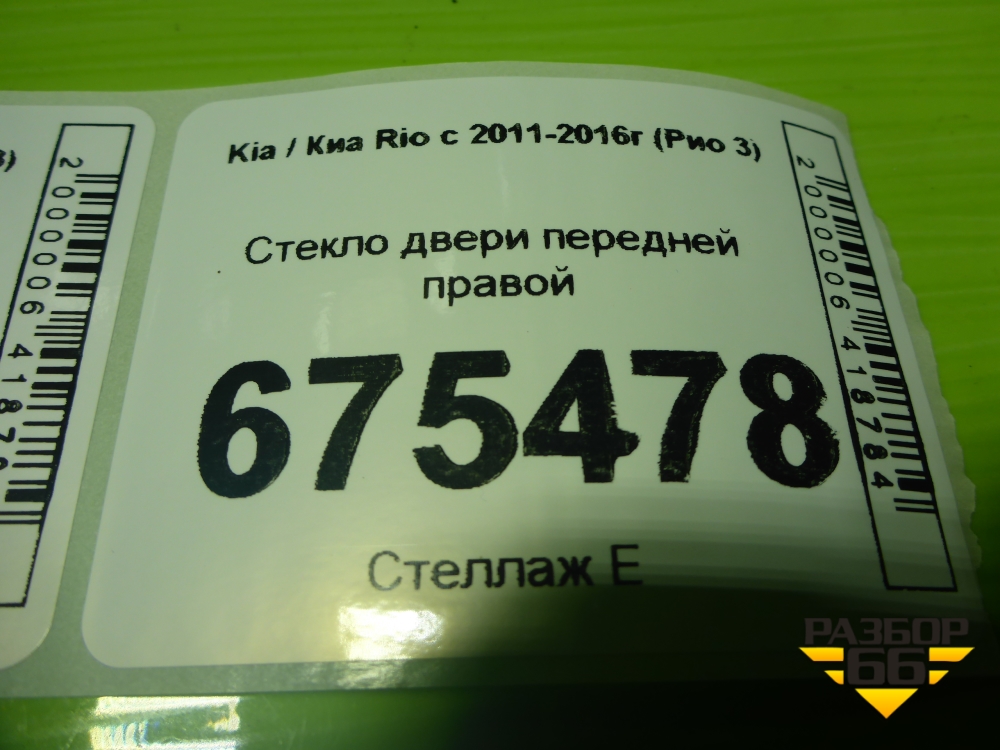 Kia / Киа Rio с 2011-2016г (Рио 3)
Стекло двери передней
правой
675478
Стеллаж Е
2000006418784
РАЗБОР
66